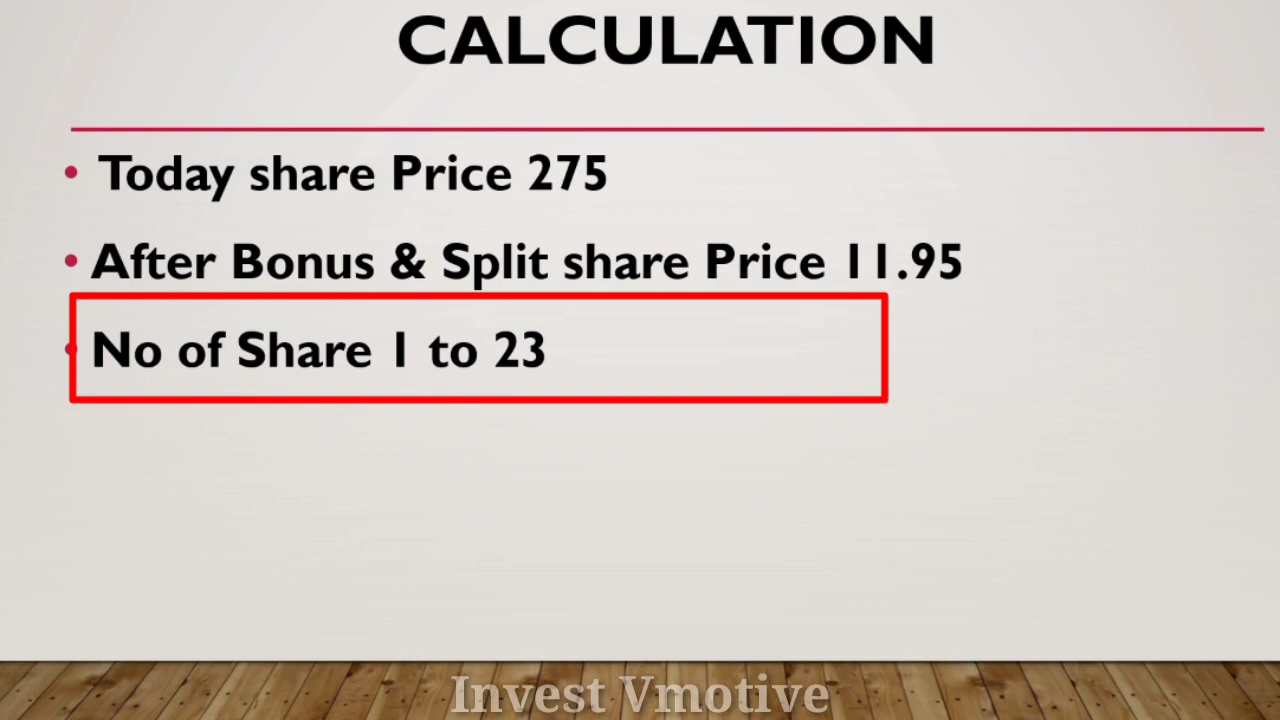 CALCULATION
• Today share Price 275
• After Bonus & Split share Price 11.95
• No of Share 1 to 23
Invest Vmotive